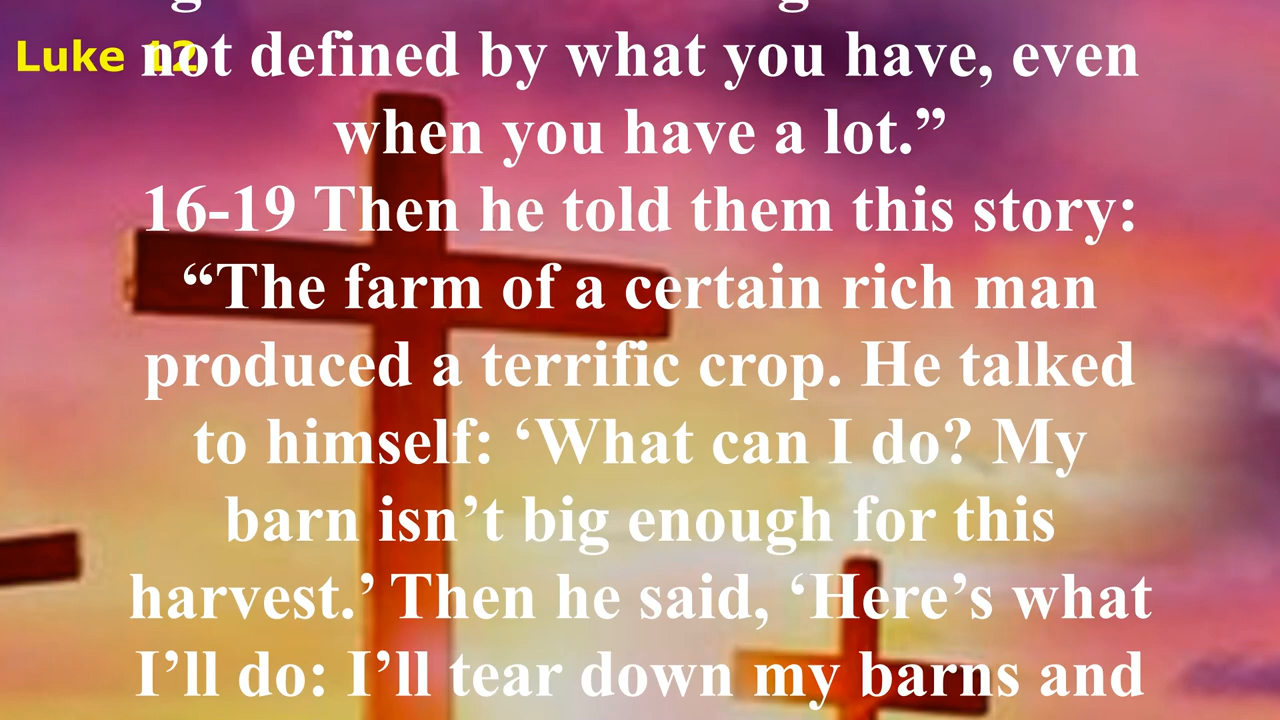 Luke 12
not defined by what you have, even
when you have a lot.”
16-19 Then he told them this story:
“The farm of a certain rich man
produced a terrific crop. He talked
to himself: ‘What can I do? My
barn isn’t big enough for this
harvest.’ Then he said, ‘Here’s what
I’ll do: I’ll tear down my barns and